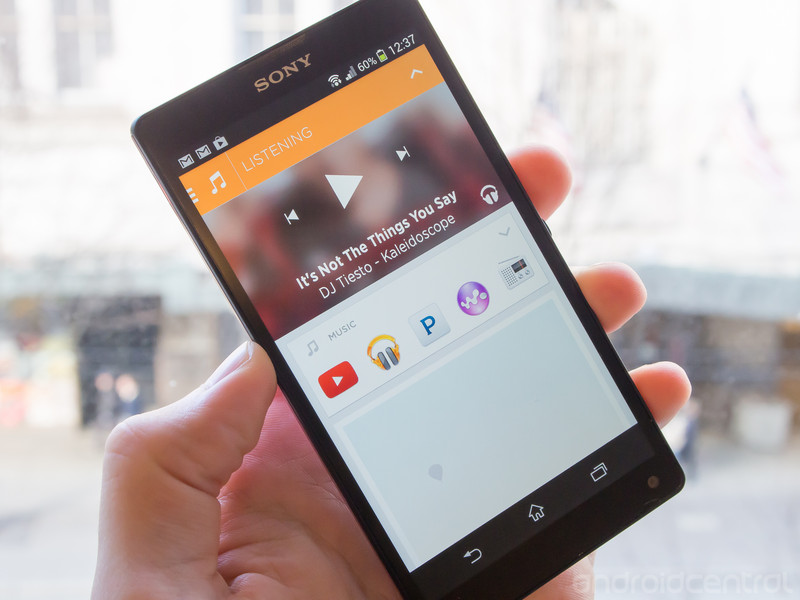 SONY
60% 12:37
LISTENING
It's Not The Things You Say
DJ Tiesto - Kaleidoscope
MUSIC
P
androidcentral